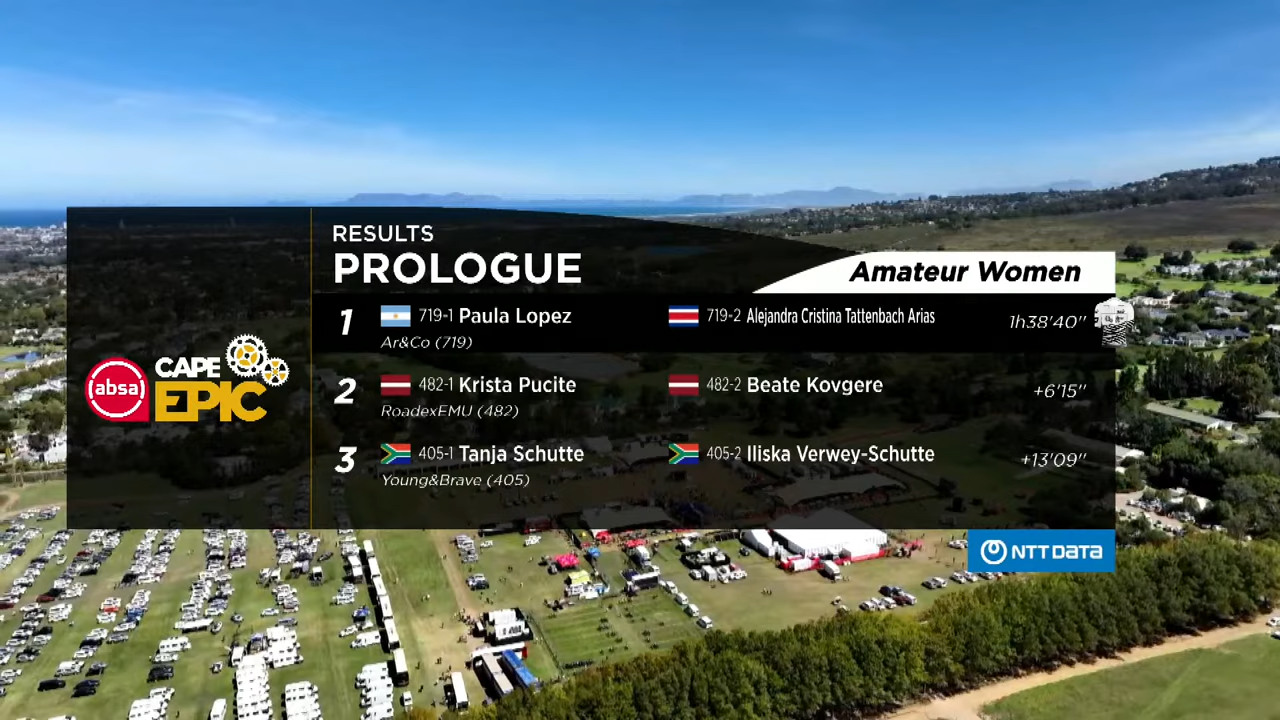 RESULTS
PROLOGUE
Amateur Women
1 719-1 Paula Lopez 719-2 Alejandra Cristina Tattenbach Arias 1h38'40"
Ar&Co (719)
2 482-1 Krista Pucite 482-2 Beate Kovgere +6'15"
RoadexEMU (482)
3 405-1 Tanja Schutte 405-2 Iliska Verwey-Schutte +13'09"
Young&Brave (405)
absa
CAPE
EPIC
NTT DATA